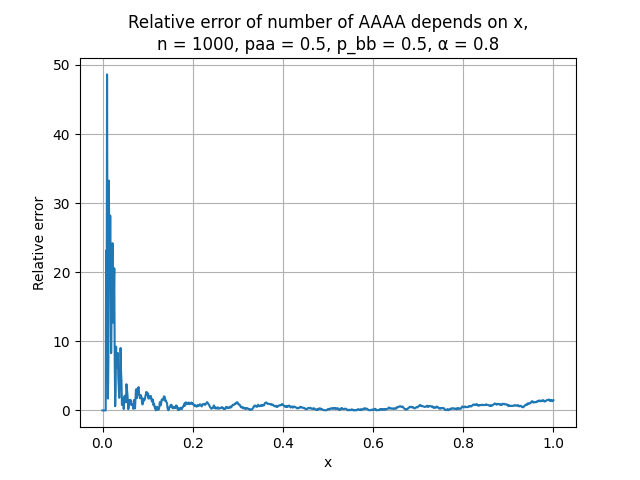 Relative error of number of AAAA depends on x,
n = 1000, paa = 0.5, p_bb = 0.5, α = 0.8
50
40
30
20
10
0
Relative error
0.0 0.2 0.4 0.6 0.8 1.0
x